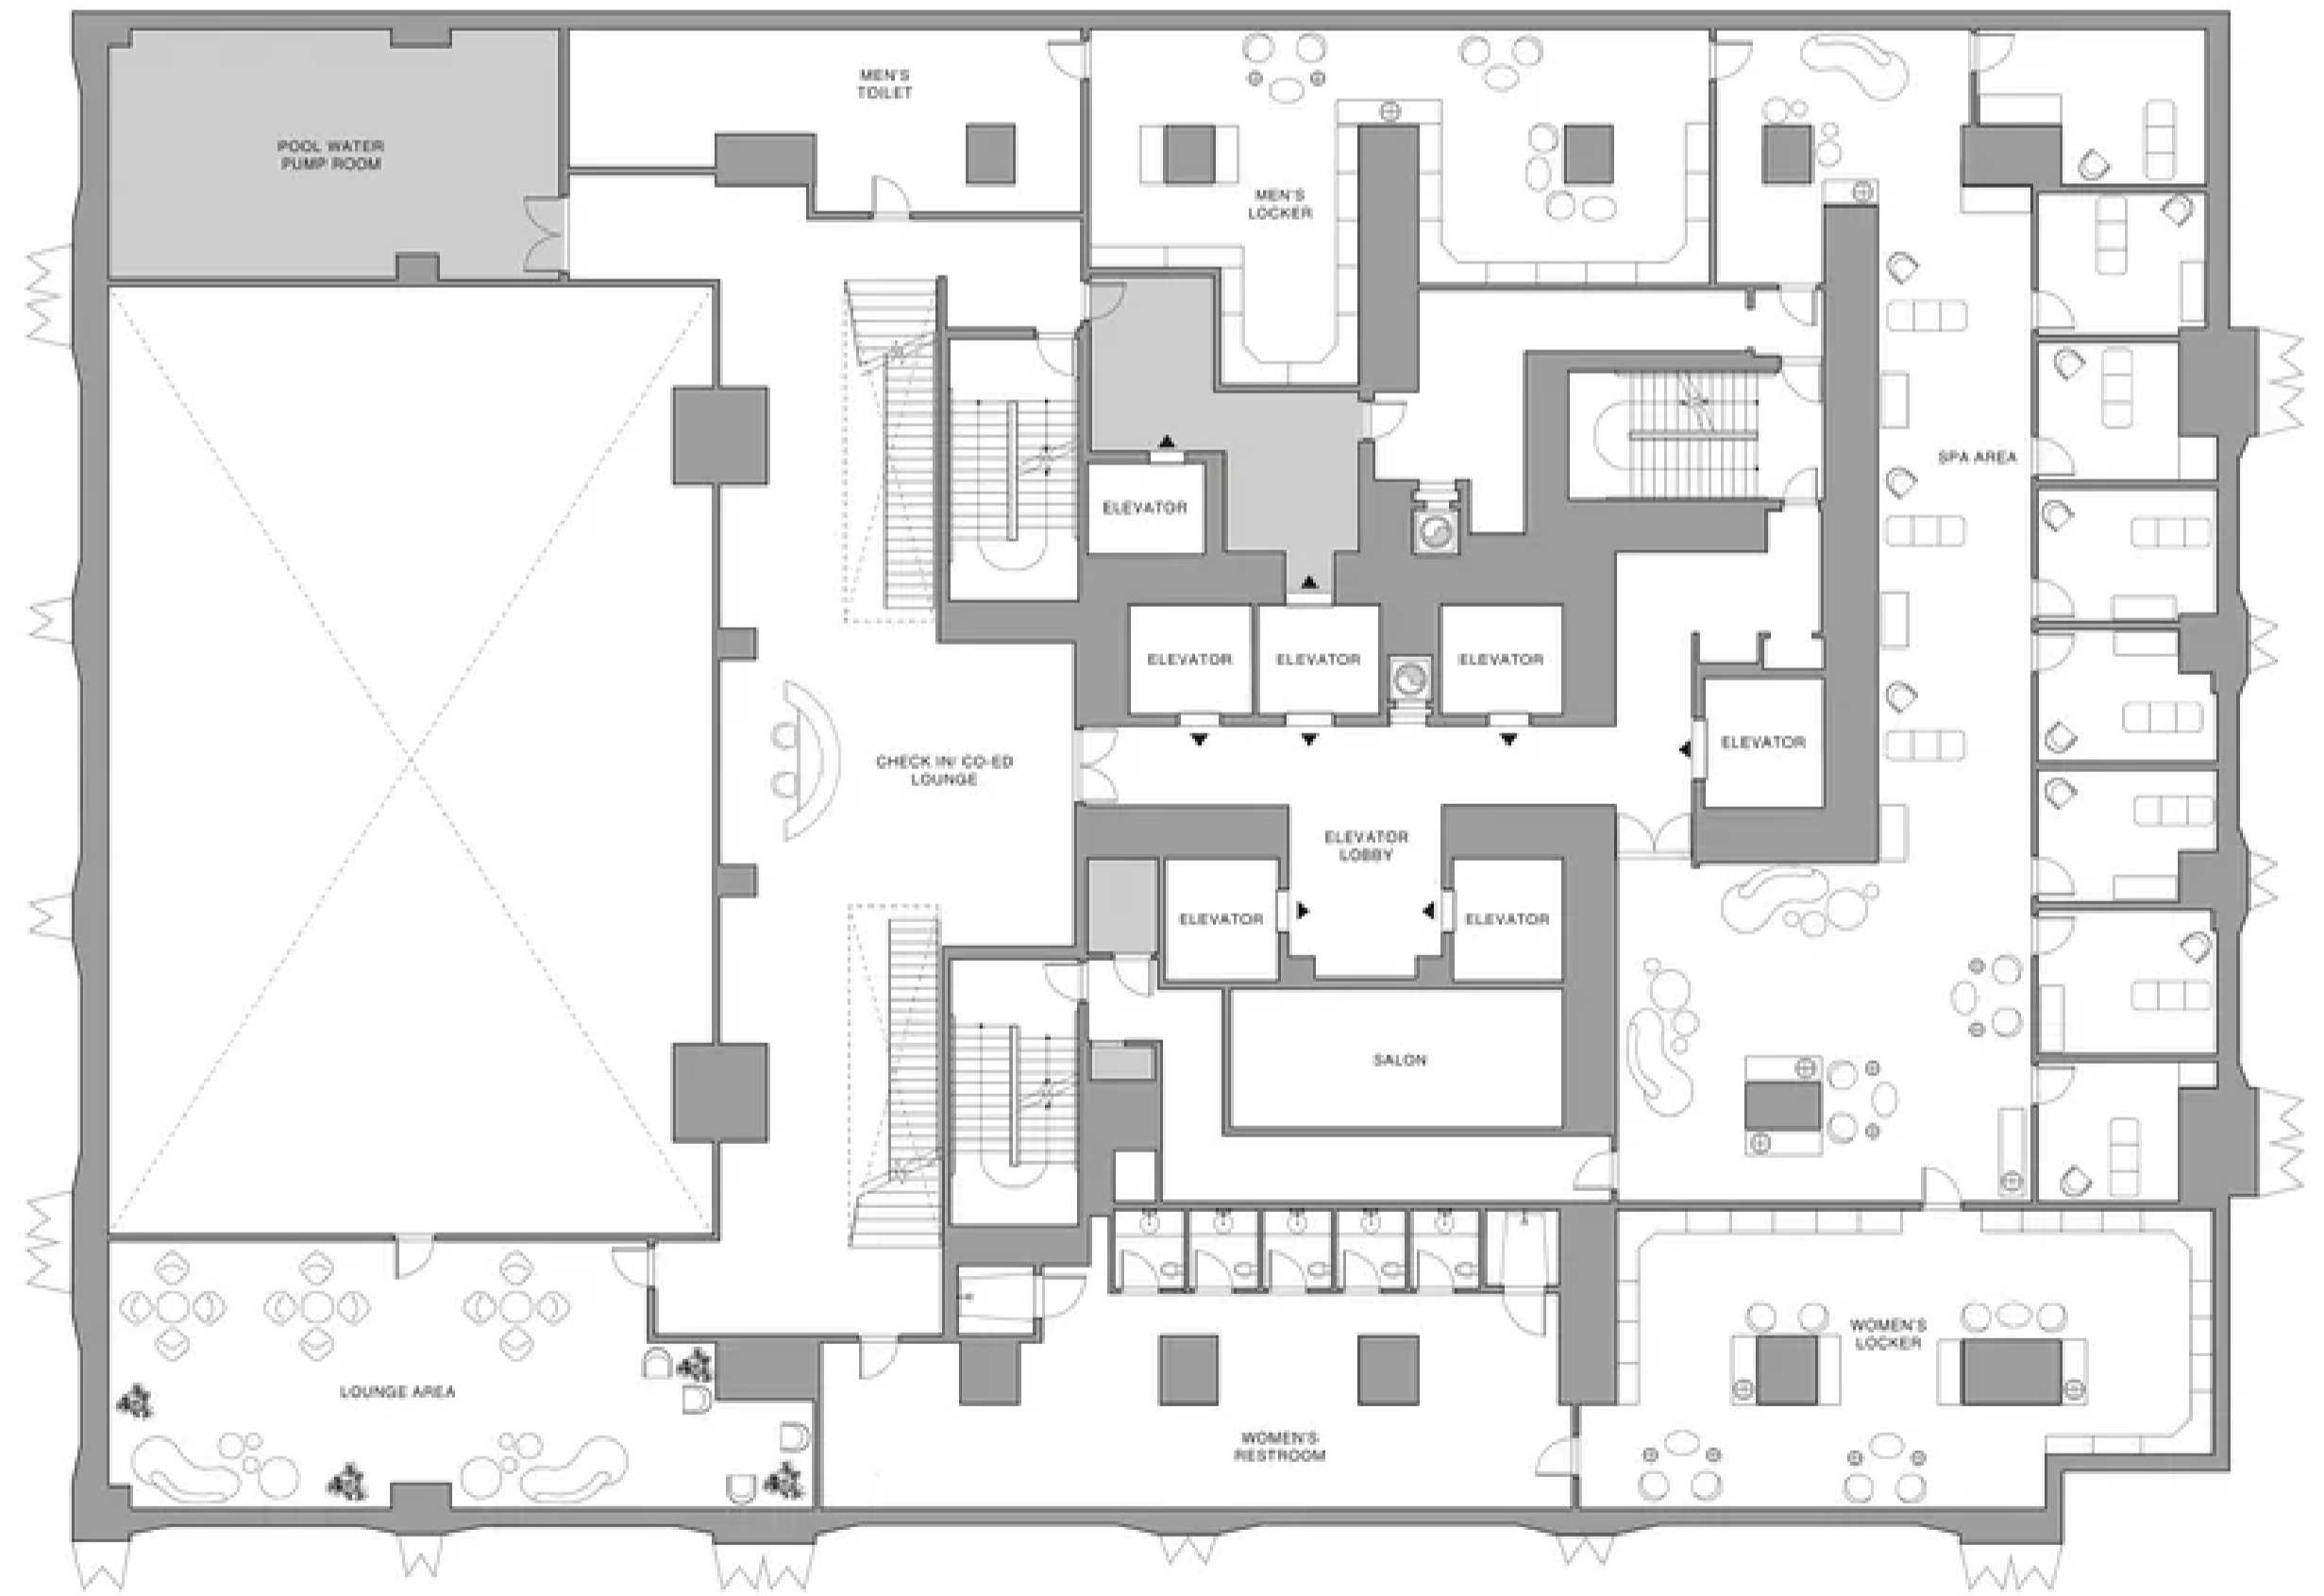 MEN'S
TOILET
POOL WATER
PUMP ROOM
MEN'S
LOCKER
SPA AREA
ELEVATOR
ELEVATOR
ELEVATOR
ELEVATOR
ELEVATOR
CHECK IN/ CO-ED
LOUNGE
ELEVATOR
LOBBY
ELEVATOR
ELEVATOR
SALON
WOMEN'S
LOCKER
LOUNGE AREA
WOMEN'S
RESTROOM